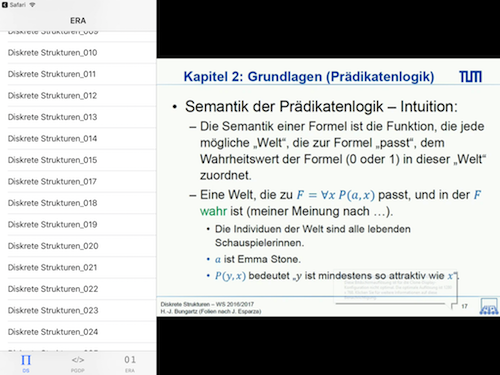 Safari
ERA
Diskrete Strukturen_009
Diskrete Strukturen_010
Diskrete Strukturen_011
Diskrete Strukturen_012
Diskrete Strukturen_013
Diskrete Strukturen_014
Diskrete Strukturen_015
Diskrete Strukturen_017
Diskrete Strukturen_018
Diskrete Strukturen_019
Diskrete Strukturen_020
Diskrete Strukturen_021
Diskrete Strukturen_022
Diskrete Strukturen_023
Diskrete Strukturen_024
∏ </> 0 1
DS PGDP ERA
Kapitel 2: Grundlagen (Prädikatenlogik) TUM
• Semantik der Prädikatenlogik – Intuition:
– Die Semantik einer Formel ist die Funktion, die jede
mögliche „Welt“, die zur Formel „passt“, dem
Wahrheitswert der Formel (0 oder 1) in dieser „Welt“
zuordnet.
– Eine Welt, die zu F = ∀x P(a, x) passt, und in der F
wahr ist (meiner Meinung nach …).
• Die Individuen der Welt sind alle lebenden
Schauspielerinnen.
• a ist Emma Stone.
• P(y, x) bedeutet „y ist mindestens so attraktiv wie x“.
Diskrete Strukturen – WS 2016/2017
H.-J. Bungartz (Folien nach J. Esparza)
17